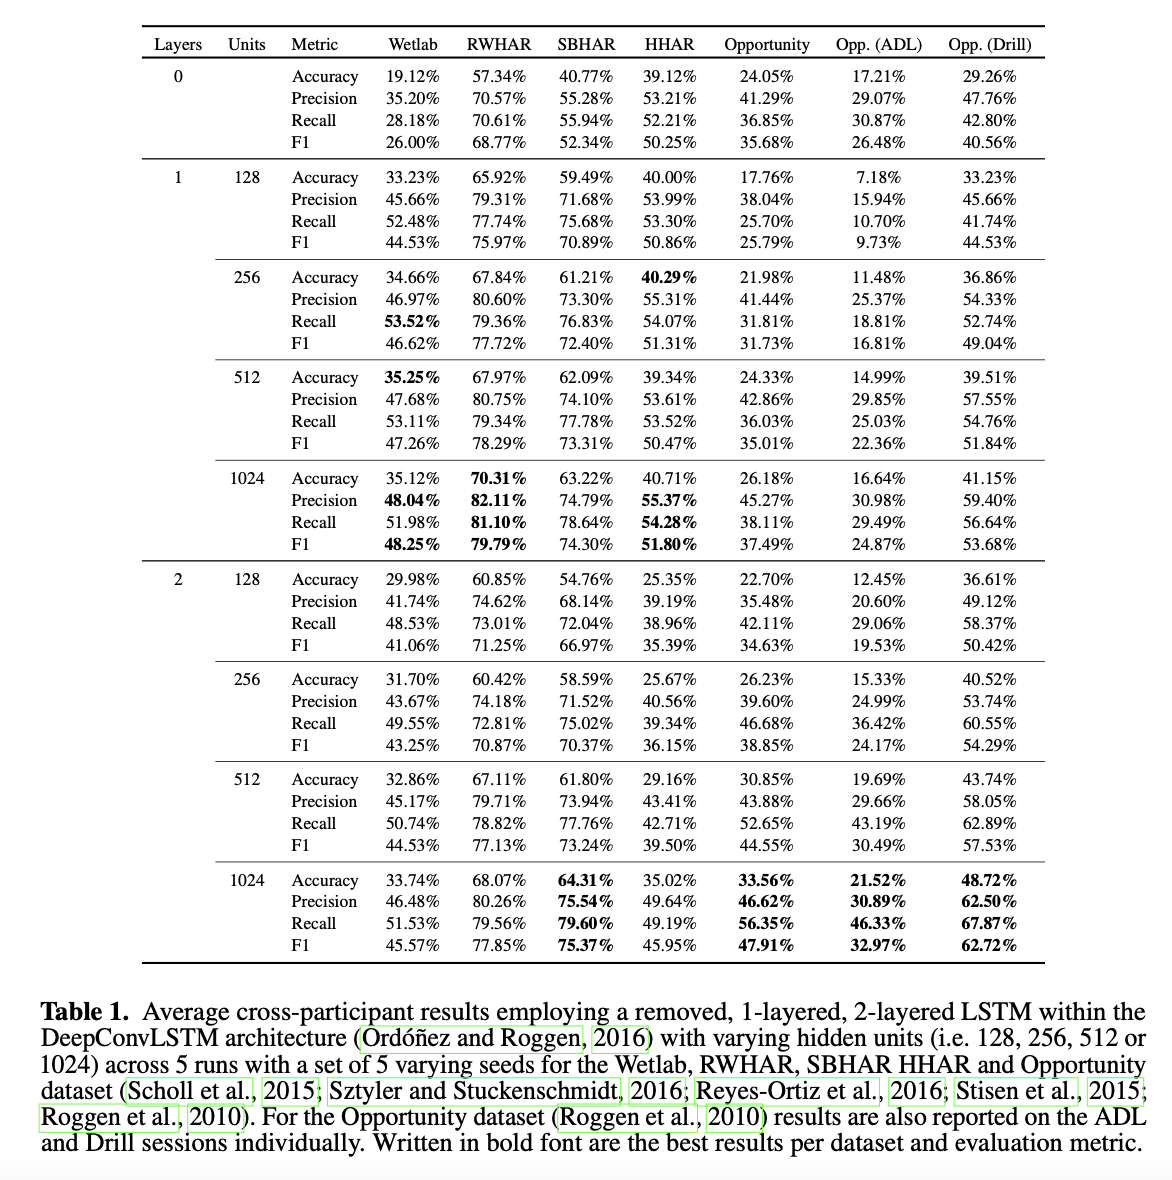 Layers Units Metric Wetlab RWHAR SBHAR HHAR Opportunity Opp. (ADL) Opp. (Drill)
0 Accuracy 19.12% 57.34% 40.77% 39.12% 24.05% 17.21% 29.26%
Precision 35.20% 70.57% 55.28% 53.21% 41.29% 29.07% 47.76%
Recall 28.18% 70.61% 55.94% 52.21% 36.85% 30.87% 42.80%
F1 26.00% 68.77% 52.34% 50.25% 35.68% 26.48% 40.56%
1 128 Accuracy 33.23% 65.92% 59.49% 40.00% 17.76% 7.18% 33.23%
Precision 45.66% 79.31% 71.68% 53.99% 38.04% 15.94% 45.66%
Recall 52.48% 77.74% 75.68% 53.30% 25.70% 10.70% 41.74%
F1 44.53% 75.97% 70.89% 50.86% 25.79% 9.73% 44.53%
256 Accuracy 34.66% 67.84% 61.21% 40.29% 21.98% 11.48% 36.86%
Precision 46.97% 80.60% 73.30% 55.31% 41.44% 25.37% 54.33%
Recall 53.52% 79.36% 76.83% 54.07% 31.81% 18.81% 52.74%
F1 46.62% 77.72% 72.40% 51.31% 31.73% 16.81% 49.04%
512 Accuracy 35.25% 67.97% 62.09% 39.34% 24.33% 14.99% 39.51%
Precision 47.68% 80.75% 74.10% 53.61% 42.86% 29.85% 57.55%
Recall 53.11% 79.34% 77.78% 53.52% 36.03% 25.03% 54.76%
F1 47.26% 78.29% 73.31% 50.47% 35.01% 22.36% 51.84%
1024 Accuracy 35.12% 70.31% 63.22% 40.71% 26.18% 16.64% 41.15%
Precision 48.04% 82.11% 74.79% 55.37% 45.27% 30.98% 59.40%
Recall 51.98% 81.10% 78.64% 54.28% 38.11% 29.49% 56.64%
F1 48.25% 79.79% 74.30% 51.80% 37.49% 24.87% 53.68%
2 128 Accuracy 29.98% 60.85% 54.76% 25.35% 22.70% 12.45% 36.61%
Precision 41.74% 74.62% 68.14% 39.19% 35.48% 20.60% 49.12%
Recall 48.53% 73.01% 72.04% 38.96% 42.11% 29.06% 58.37%
F1 41.06% 71.25% 66.97% 35.39% 34.63% 19.53% 50.42%
256 Accuracy 31.70% 60.42% 58.59% 25.67% 26.23% 15.33% 40.52%
Precision 43.67% 74.18% 71.52% 40.56% 39.60% 24.99% 53.74%
Recall 49.55% 72.81% 75.02% 39.34% 46.68% 36.42% 60.55%
F1 43.25% 70.87% 70.37% 36.15% 38.85% 24.17% 54.29%
512 Accuracy 32.86% 67.11% 61.80% 29.16% 30.85% 19.69% 43.74%
Precision 45.17% 79.71% 73.94% 43.41% 43.88% 29.66% 58.05%
Recall 50.74% 78.82% 77.76% 42.71% 52.65% 43.19% 62.89%
F1 44.53% 77.13% 73.24% 39.50% 44.55% 30.49% 57.53%
1024 Accuracy 33.74% 68.07% 64.31% 35.02% 33.56% 21.52% 48.72%
Precision 46.48% 80.26% 75.54% 49.64% 46.62% 30.89% 62.50%
Recall 51.53% 79.56% 79.60% 49.19% 56.35% 46.33% 67.87%
F1 45.57% 77.85% 75.37% 45.95% 47.91% 32.97% 62.72%
Table 1. Average cross-participant results employing a removed, 1-layered, 2-layered LSTM within the
DeepConvLSTM architecture (Ordóñez and Roggen, 2016) with varying hidden units (i.e. 128, 256, 512 or
1024) across 5 runs with a set of 5 varying seeds for the Wetlab, RWHAR, SBHAR HHAR and Opportunity
dataset (Scholl et al., 2015; Sztyler and Stuckenschmidt, 2016; Reyes-Ortiz et al., 2016; Stisen et al., 2015;
Roggen et al., 2010). For the Opportunity dataset (Roggen et al., 2010) results are also reported on the ADL
and Drill sessions individually. Written in bold font are the best results per dataset and evaluation metric.